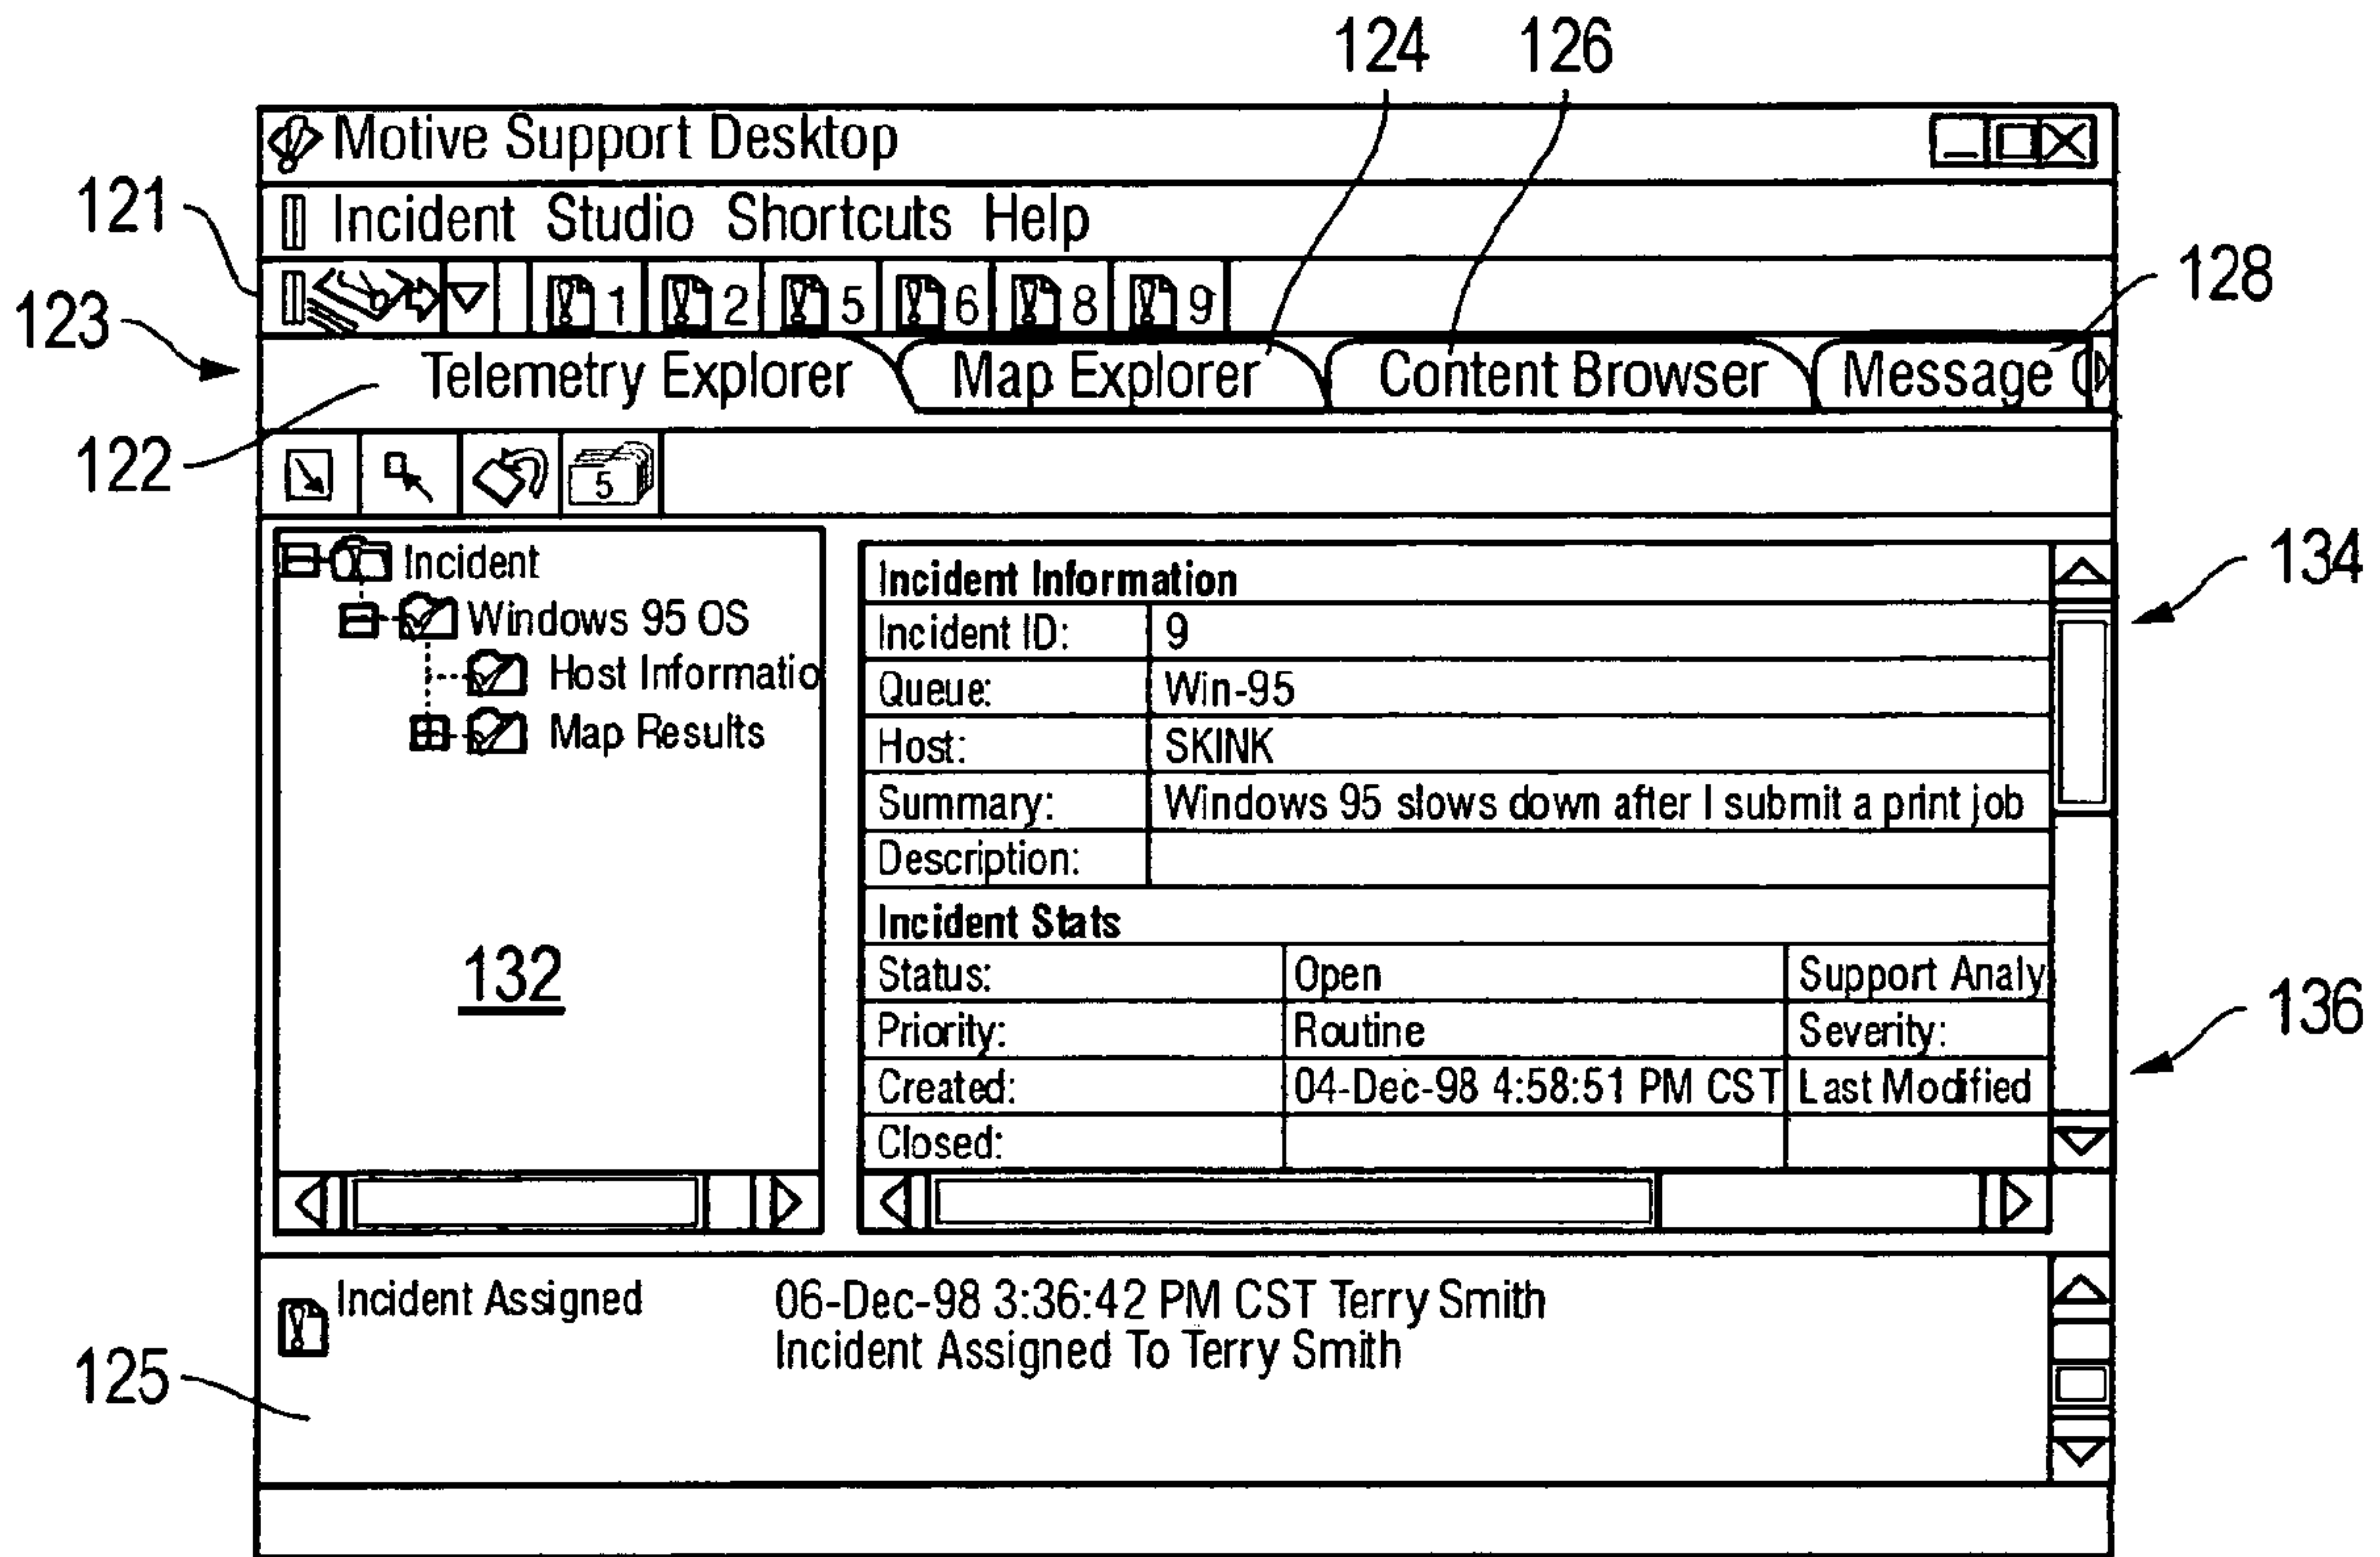 124 126
Motive Support Desktop
121
Incident Studio Shortcuts Help
128
1 2 5 6 8 9
123
Telemetry Explorer Map Explorer Content Browser Message
122
5
134
Incident
Windows 95 OS
Host Informatio
Map Results
132
Incident Information
Incident ID: 9
Queue: Win-95
Host: SKINK
Summary: Windows 95 slows down after I submit a print job
Description:
Incident Stats
Status: Open Support Analy
Priority: Routine Severity:
Created: 04-Dec-98 4:58:51 PM CST Last Modified
Closed:
136
Incident Assigned 06-Dec-98 3:36:42 PM CST Terry Smith
Incident Assigned To Terry Smith
125